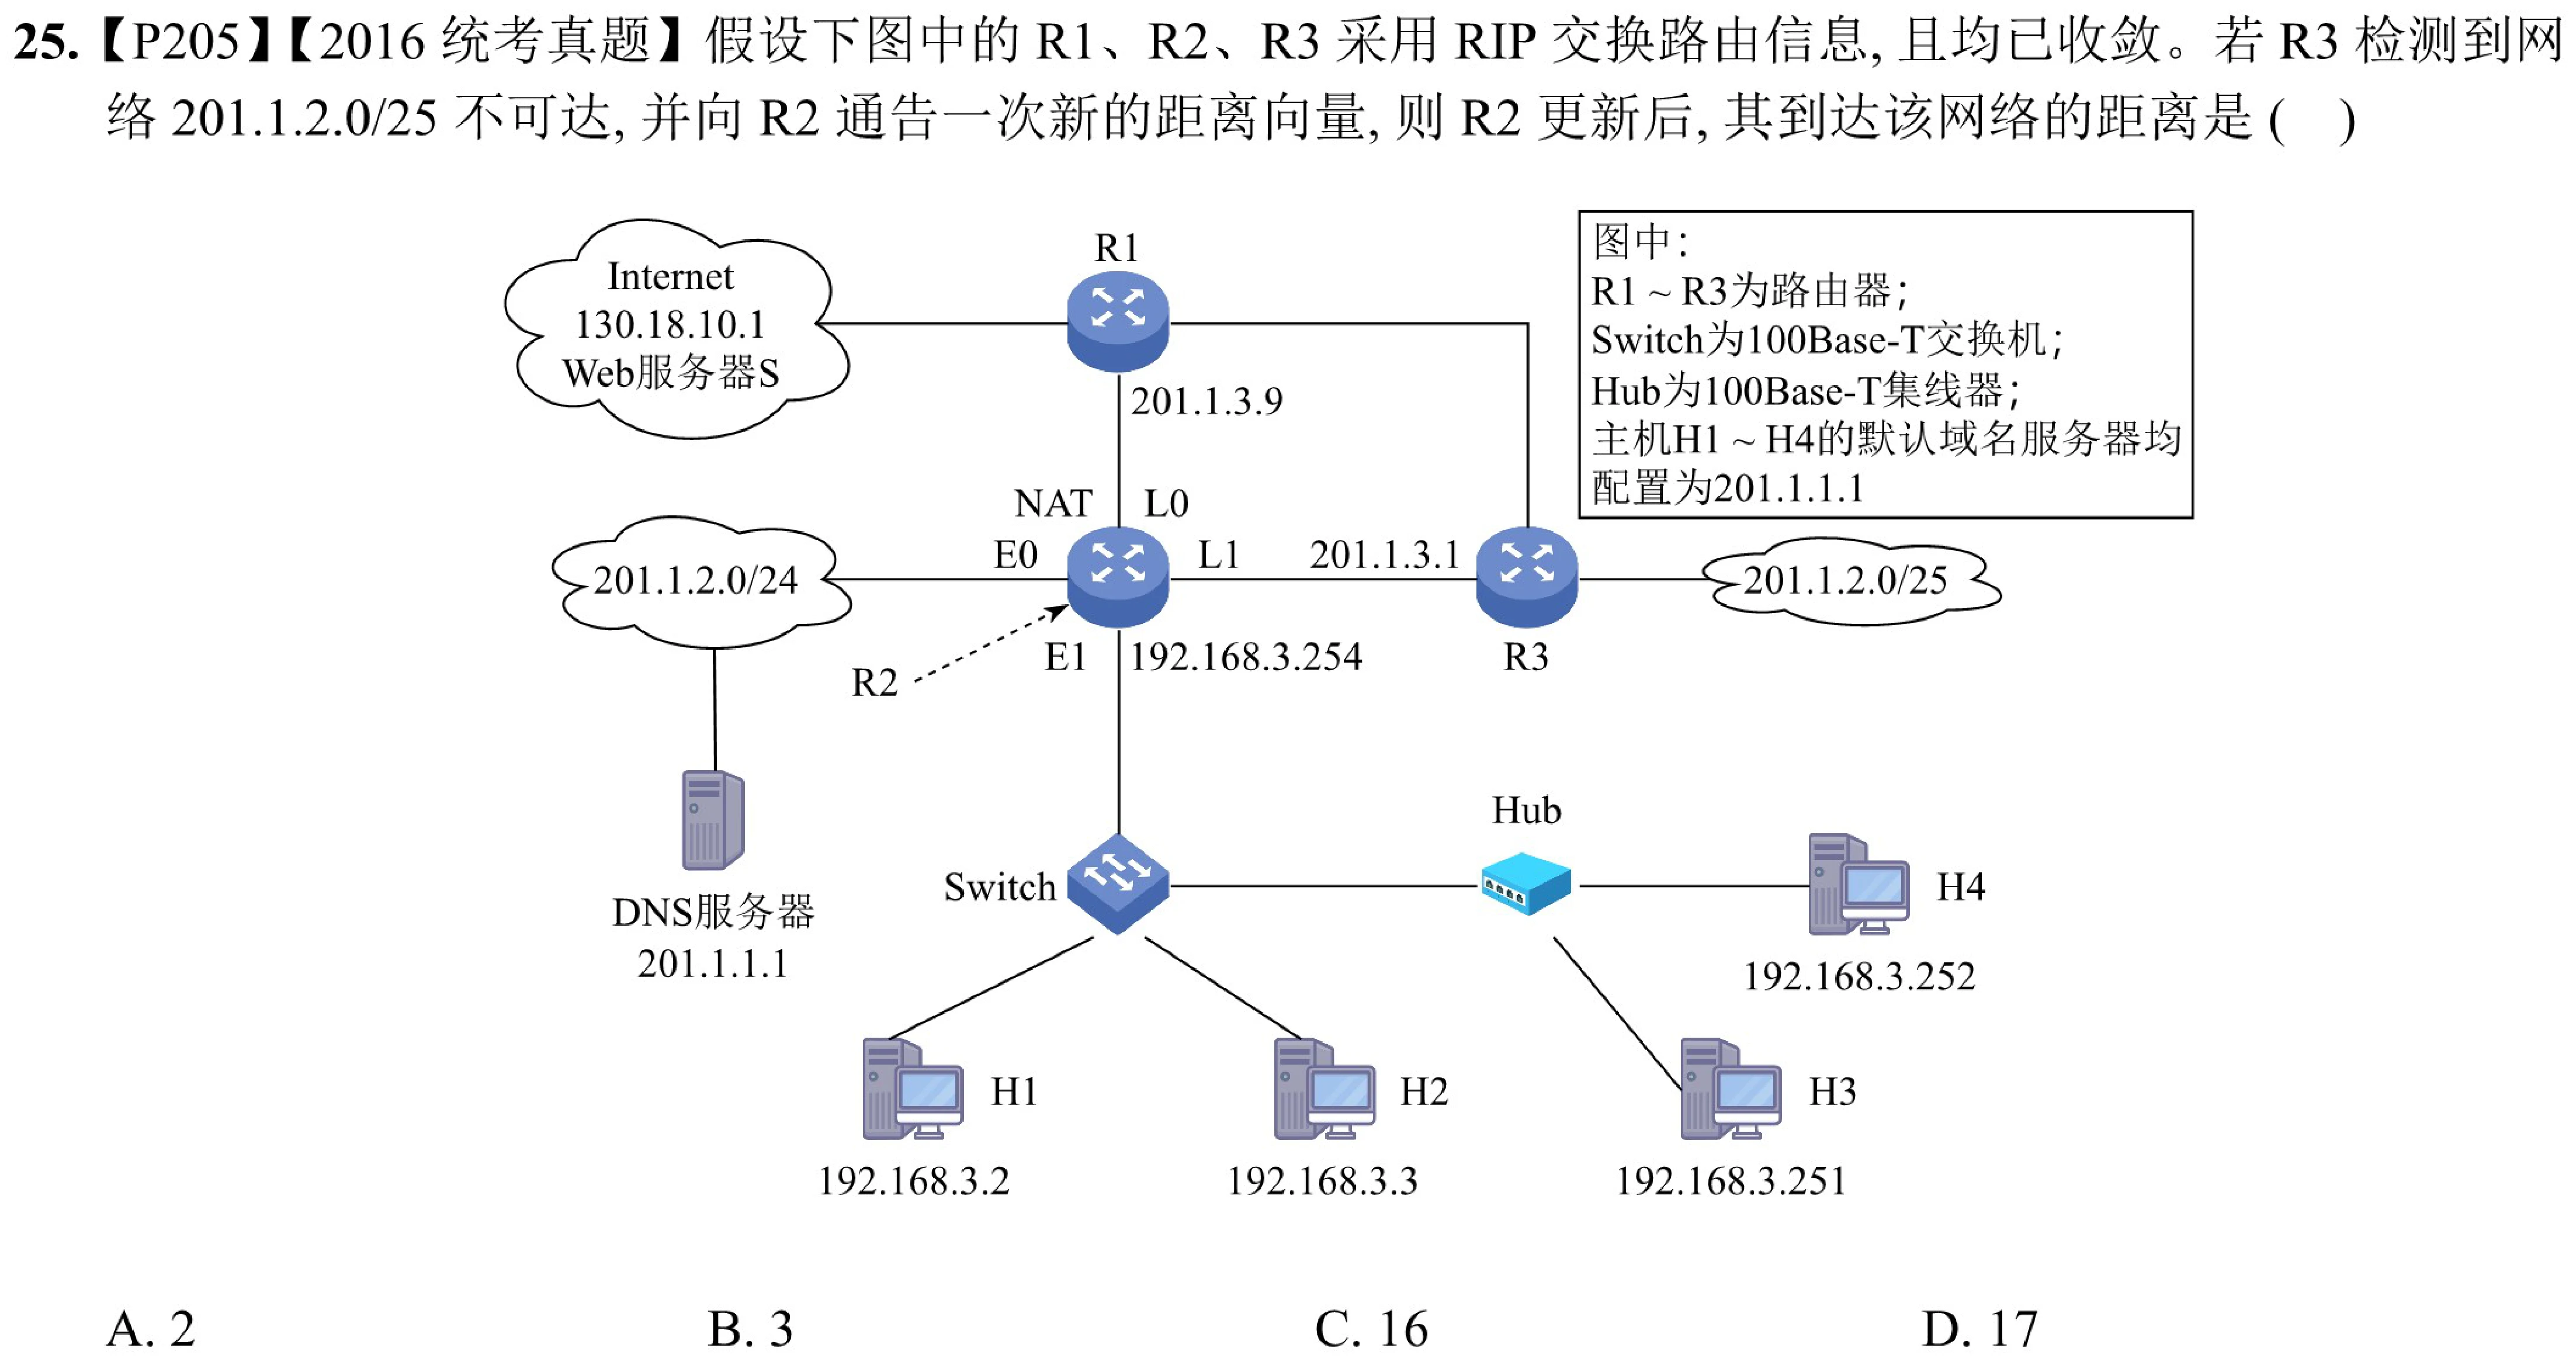 25.【P205】【2016 统考真题】假设下图中的 R1、R2、R3 采用 RIP 交换路由信息, 且均已收敛。若 R3 检测到网
络 201.1.2.0/25 不可达, 并向 R2 通告一次新的距离向量, 则 R2 更新后, 其到达该网络的距离是 (    )
R1
Internet
130.18.10.1
Web服务器S
图中：
R1 ~ R3为路由器；
Switch为100Base-T交换机；
Hub为100Base-T集线器；
主机H1 ~ H4的默认域名服务器均
配置为201.1.1.1
201.1.3.9
NAT L0
E0 L1 201.1.3.1
201.1.2.0/24
201.1.2.0/25
R2
E1 192.168.3.254
R3
Hub
Switch
H4
DNS服务器
201.1.1.1
192.168.3.252
H1
H2
H3
192.168.3.2
192.168.3.3
192.168.3.251
A. 2 B. 3 C. 16 D. 17